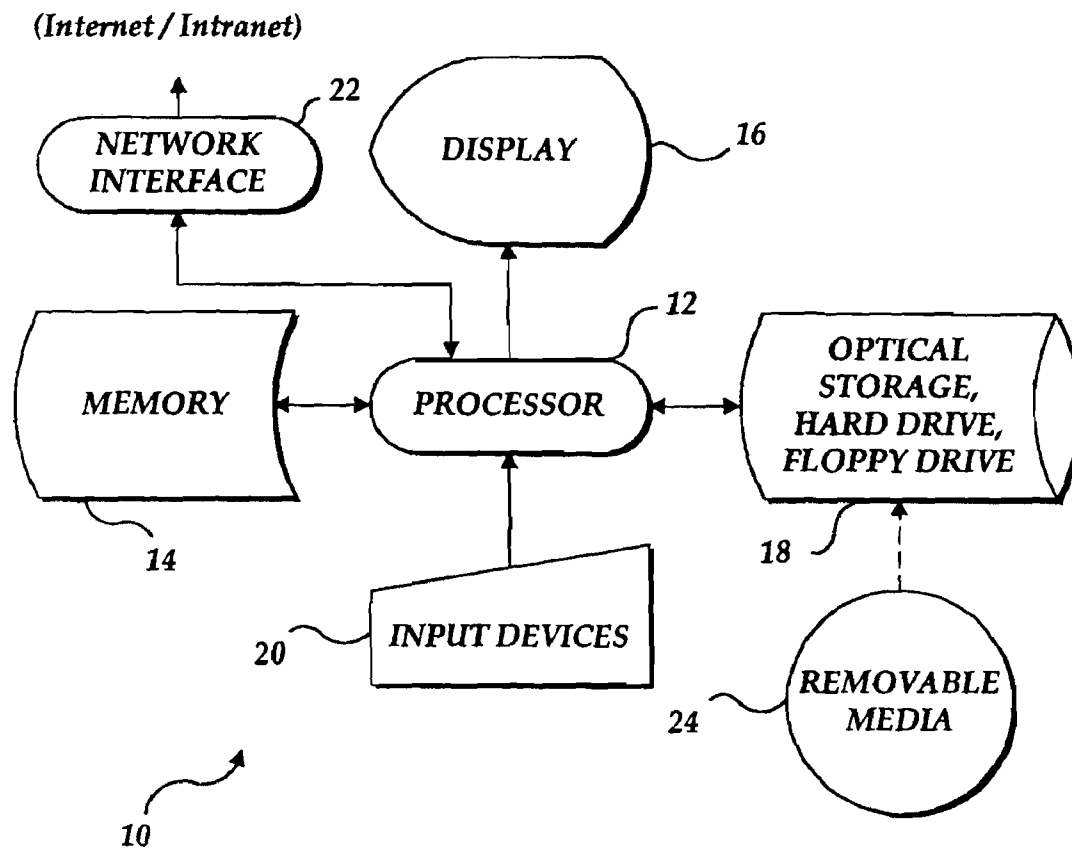 (Internet / Intranet)
22
NETWORK
INTERFACE
DISPLAY
16
12
MEMORY
PROCESSOR
OPTICAL
STORAGE,
HARD DRIVE,
FLOPPY DRIVE
14
18
20
INPUT DEVICES
24
REMOVABLE
MEDIA
10